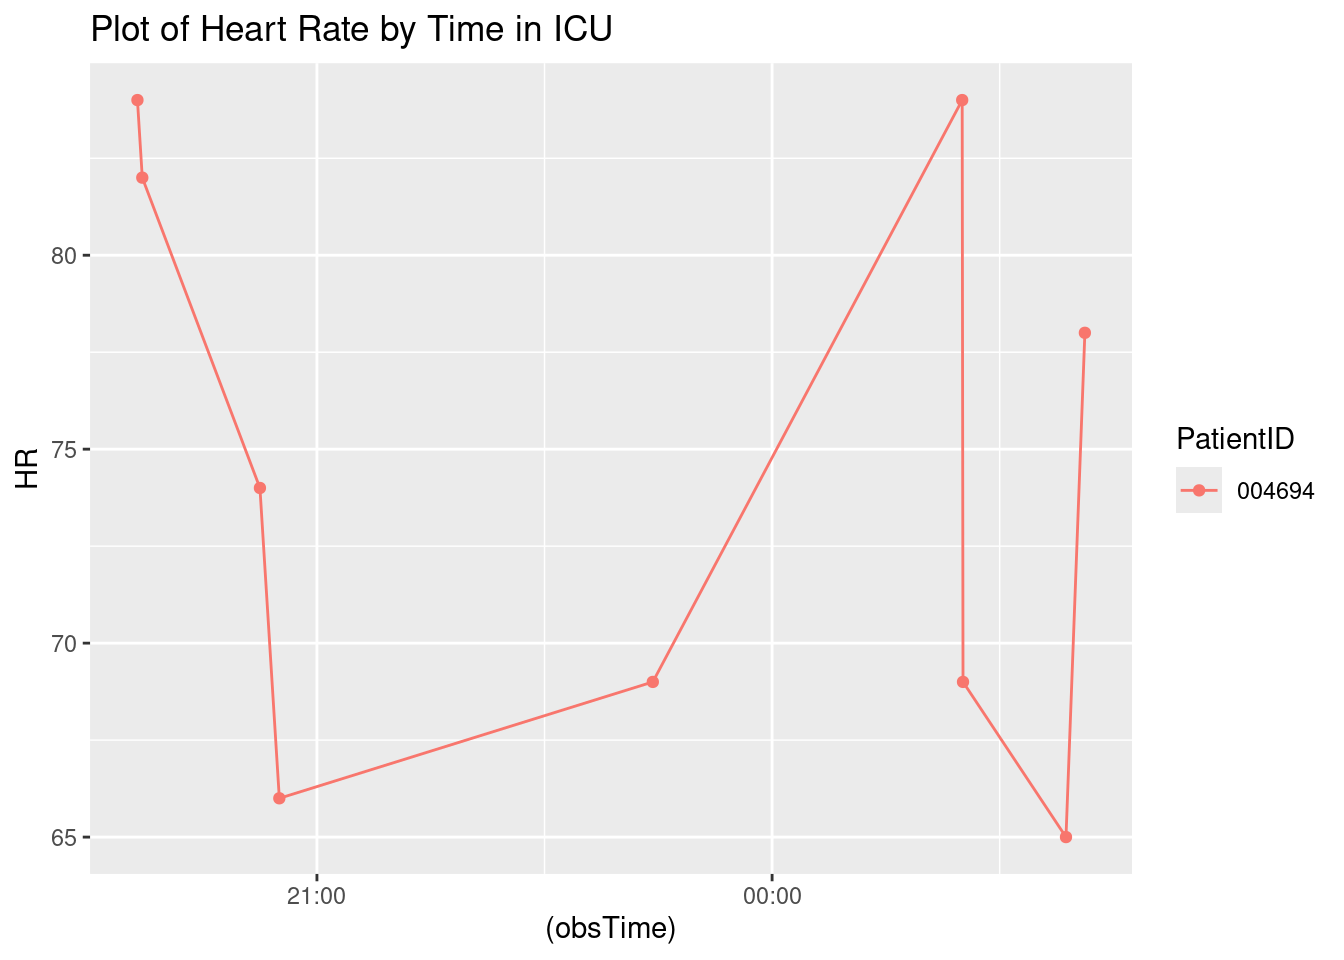 Plot of Heart Rate by Time in ICU
HR
80
75
70
65
21:00
00:00
(obsTime)
PatientID
004694